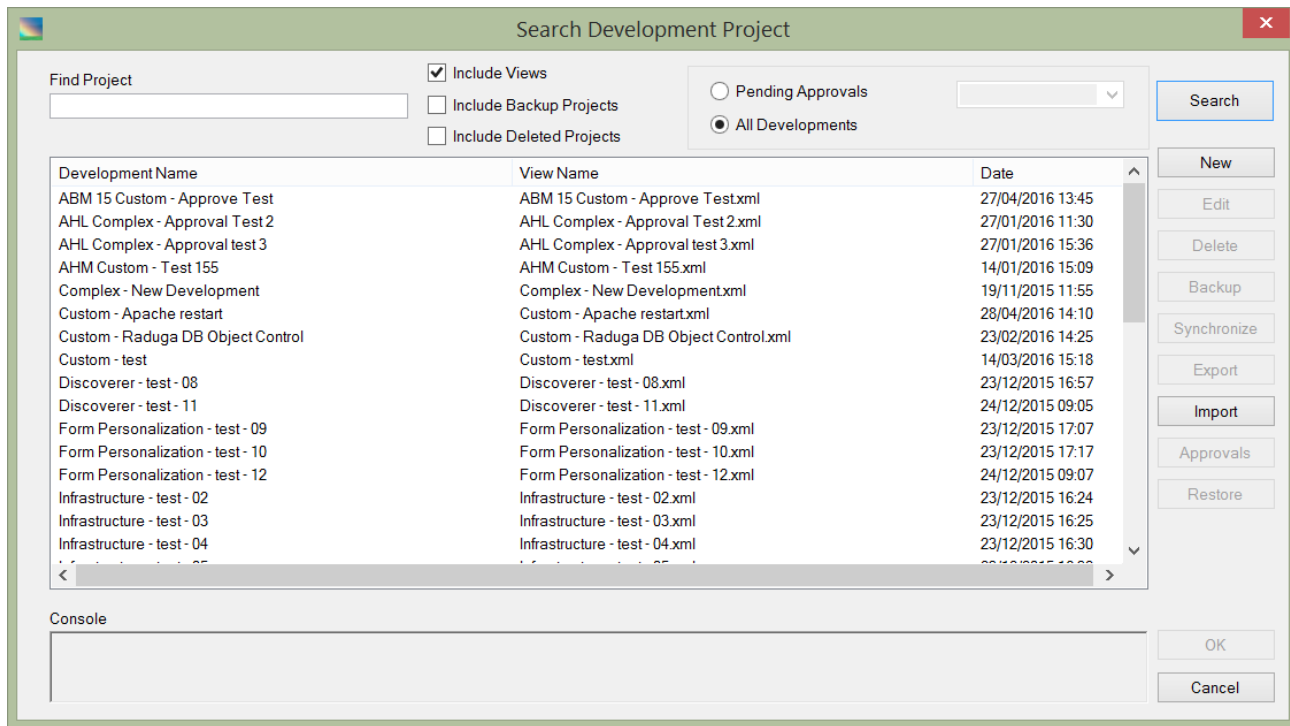 Search Development Project
Find Project
Include Views
Include Backup Projects
Include Deleted Projects
Pending Approvals
All Developments
Search
Development Name View Name Date
ABM 15 Custom - Approve Test ABM 15 Custom - Approve Test.xml 27/04/2016 13:45
AHL Complex - Approval Test 2 AHL Complex - Approval Test 2.xml 27/01/2016 11:30
AHL Complex - Approval test 3 AHL Complex - Approval test 3.xml 27/01/2016 15:36
AHM Custom - Test 155 AHM Custom - Test 155.xml 14/01/2016 15:09
Complex - New Development Complex - New Development.xml 19/11/2015 11:55
Custom - Apache restart Custom - Apache restart.xml 28/04/2016 14:10
Custom - Raduga DB Object Control Custom - Raduga DB Object Control.xml 23/02/2016 14:25
Custom - test Custom - test.xml 14/03/2016 15:18
Discoverer - test - 08 Discoverer - test - 08.xml 23/12/2015 16:57
Discoverer - test - 11 Discoverer - test - 11.xml 24/12/2015 09:05
Form Personalization - test - 09 Form Personalization - test - 09.xml 23/12/2015 17:07
Form Personalization - test - 10 Form Personalization - test - 10.xml 23/12/2015 17:17
Form Personalization - test - 12 Form Personalization - test - 12.xml 24/12/2015 09:07
Infrastructure - test - 02 Infrastructure - test - 02.xml 23/12/2015 16:24
Infrastructure - test - 03 Infrastructure - test - 03.xml 23/12/2015 16:25
Infrastructure - test - 04 Infrastructure - test - 04.xml 23/12/2015 16:30
New
Edit
Delete
Backup
Synchronize
Export
Import
Approvals
Restore
Console
OK
Cancel